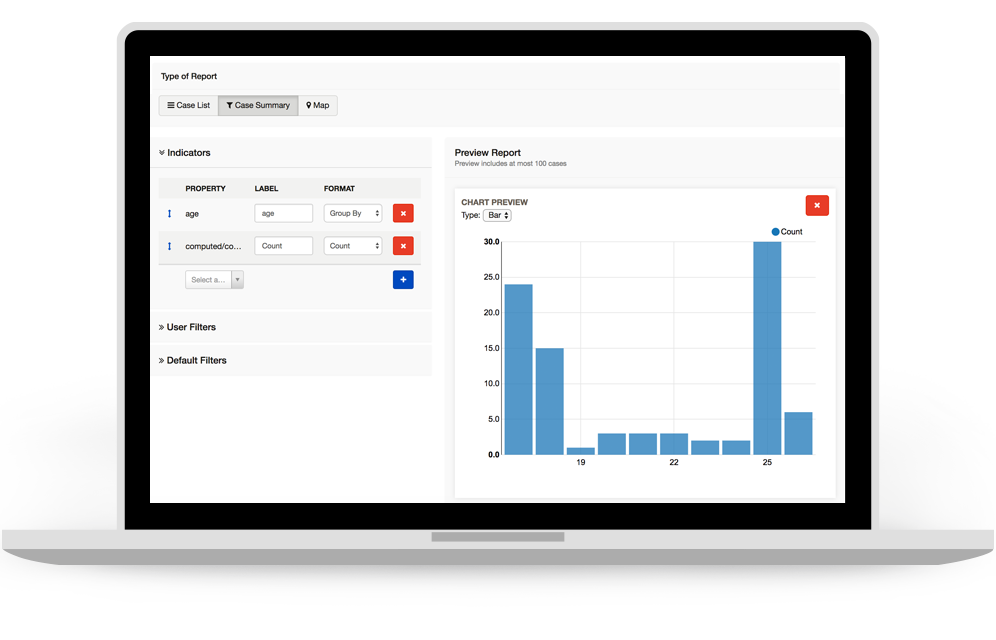 Type of Report
Case List
Case Summary
Map
Indicators
PROPERTY LABEL FORMAT
age age Group By
computed/co... Count Count
Select a...
User Filters
Default Filters
Preview Report
Preview includes at most 100 cases
CHART PREVIEW
Type: Bar
Count
30.0
25.0
20.0
15.0
10.0
5.0
0.0
19 22 25